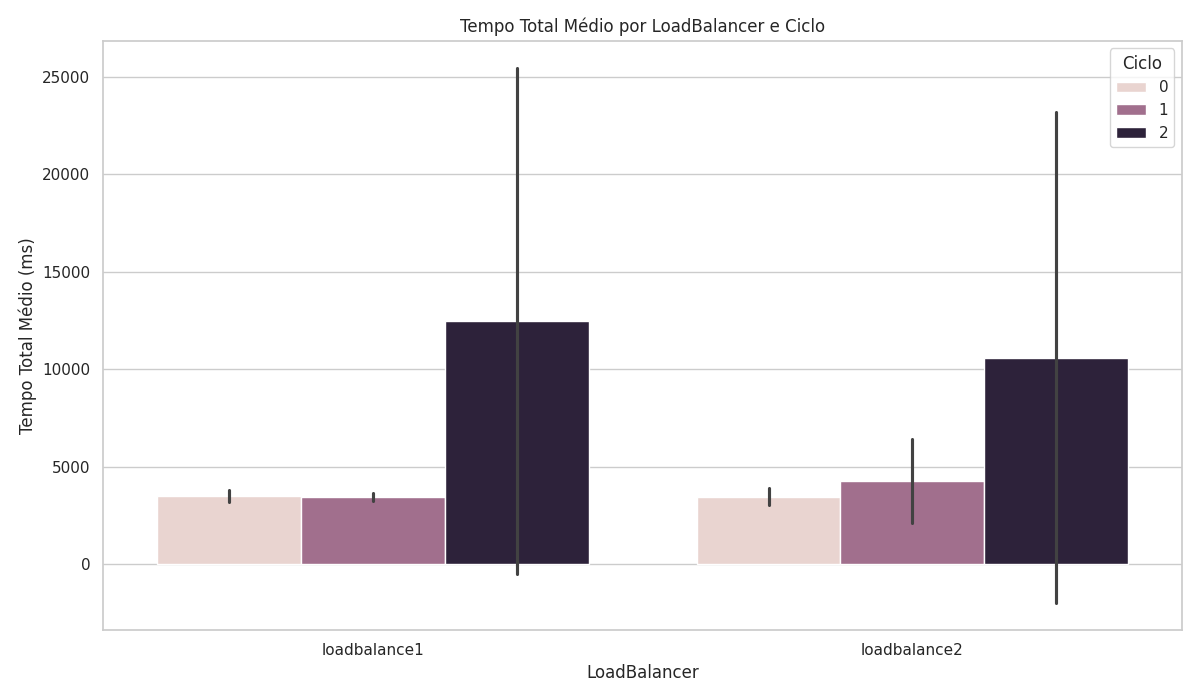 Tempo Total Médio por LoadBalancer e Ciclo
Ciclo
0
1
2
Tempo Total Médio (ms)
25000
20000
15000
10000
5000
0
loadbalance1
loadbalance2
LoadBalancer